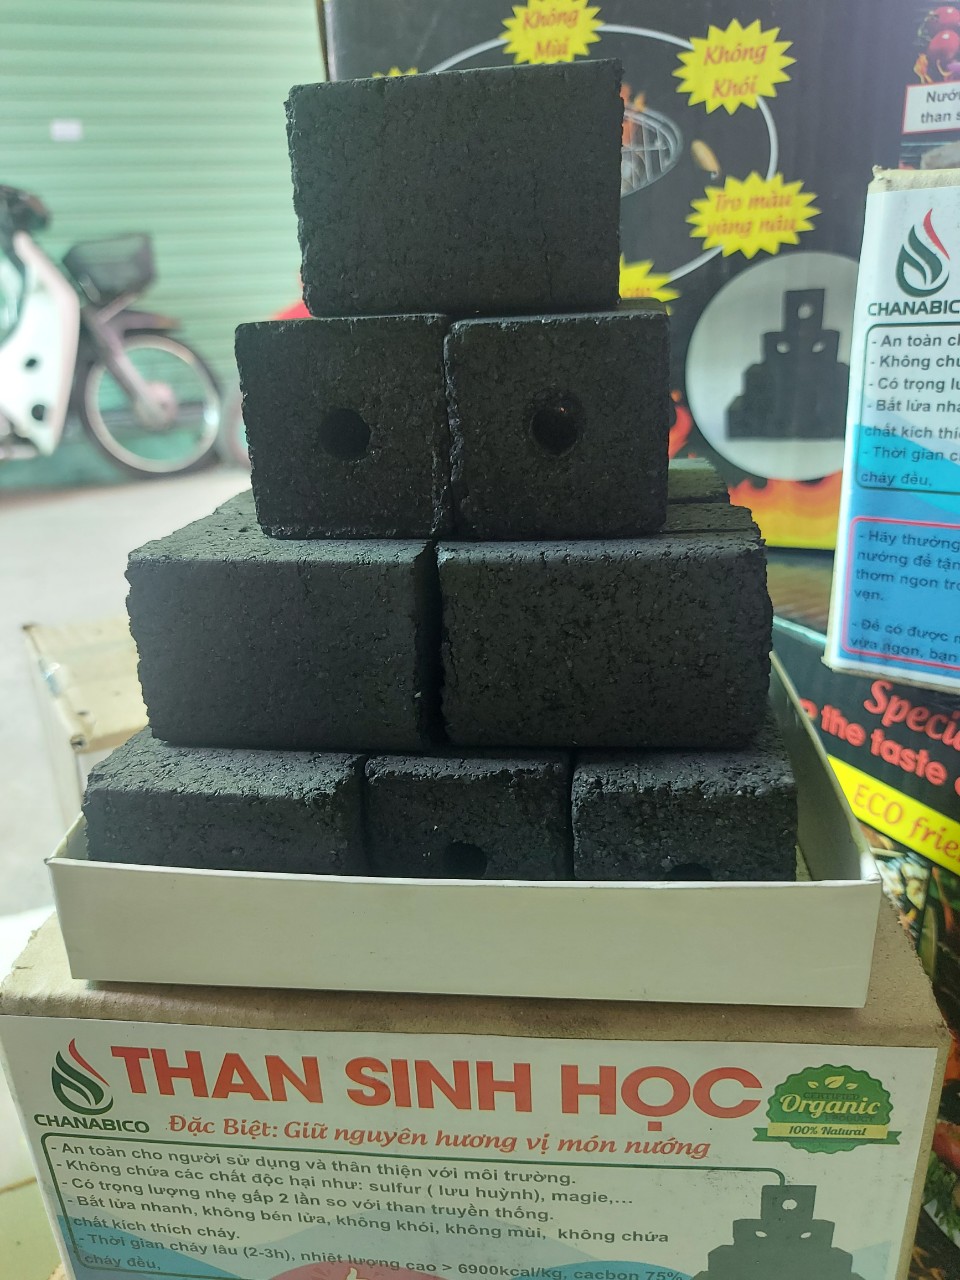 Không
Mùi
Không
Khói
Tro màu
vàng nâu
Nướ
than s
CHANABICO
- An toàn ch
- Không chứ
- Có trọng lư
- Bắt lửa nha
chất kích thíc
- Thời gian c
cháy đều,
- Hãy thưởng
nướng để tận
thơm ngon tro
vẹn.
- Để có được m
vừa ngon, bạn
Specia
the taste
ECO frie
THAN SINH HỌC
CHANABICO
Đặc Biệt: Giữ nguyên hương vị món nướng
CERTIFIED
Organic
100% Natural
- An toàn cho người sử dụng và thân thiện với môi trường.
- Không chứa các chất độc hại như: sulfur ( lưu huỳnh), magie,...
- Có trọng lượng nhẹ gấp 2 lần so với than truyền thống.
- Bắt lửa nhanh, không bén lửa, không khói, không mùi, không chứa
chất kích thích cháy.
- Thời gian cháy lâu (2-3h), nhiệt lượng cao > 6900kcal/kg, cacbon 75%
cháy đều,